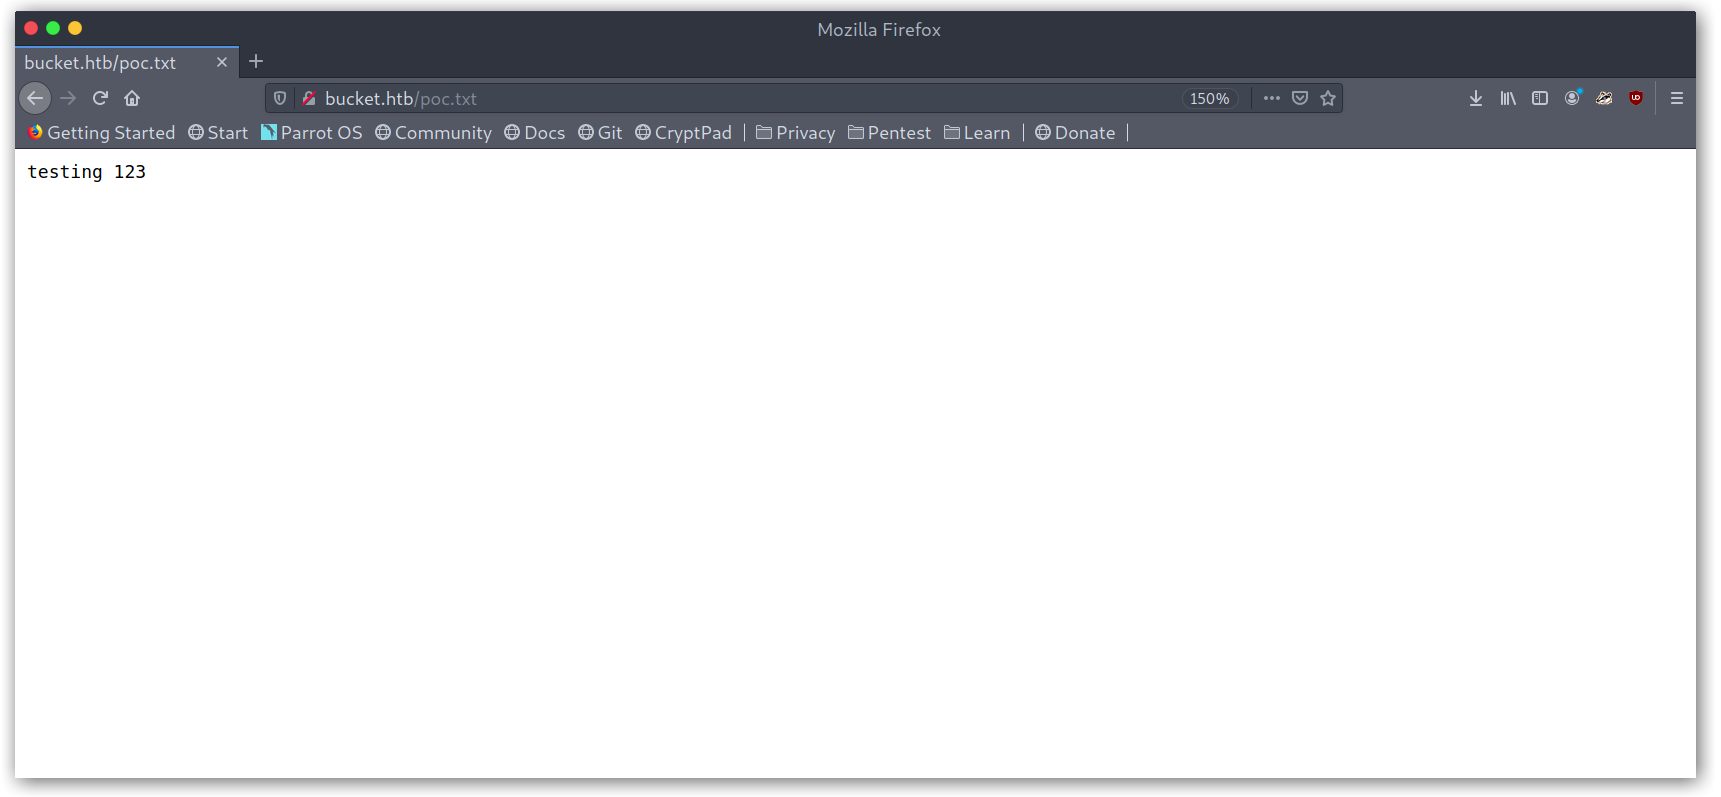 Mozilla Firefox
bucket.htb/poc.txt
bucket.htb/poc.txt 150%
Getting Started Start Parrot OS Community Docs Git CryptPad Privacy Pentest Learn Donate
testing 123